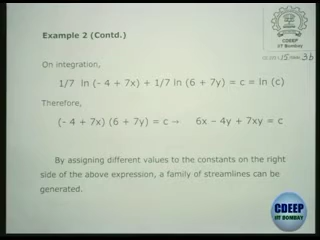 Example 2 (Contd.)
CDEEP
IIT Bombay
On integration,
1/7 ln (- 4 + 7x) + 1/7 ln (6 + 7y) = c = ln (c)
Therefore,
(- 4 + 7x) (6 + 7y) = c → 6x – 4y + 7xy = c
By assigning different values to the constants on the right
side of the above expression, a family of streamlines can be
generated.
CDEEP
IIT BOMBAY